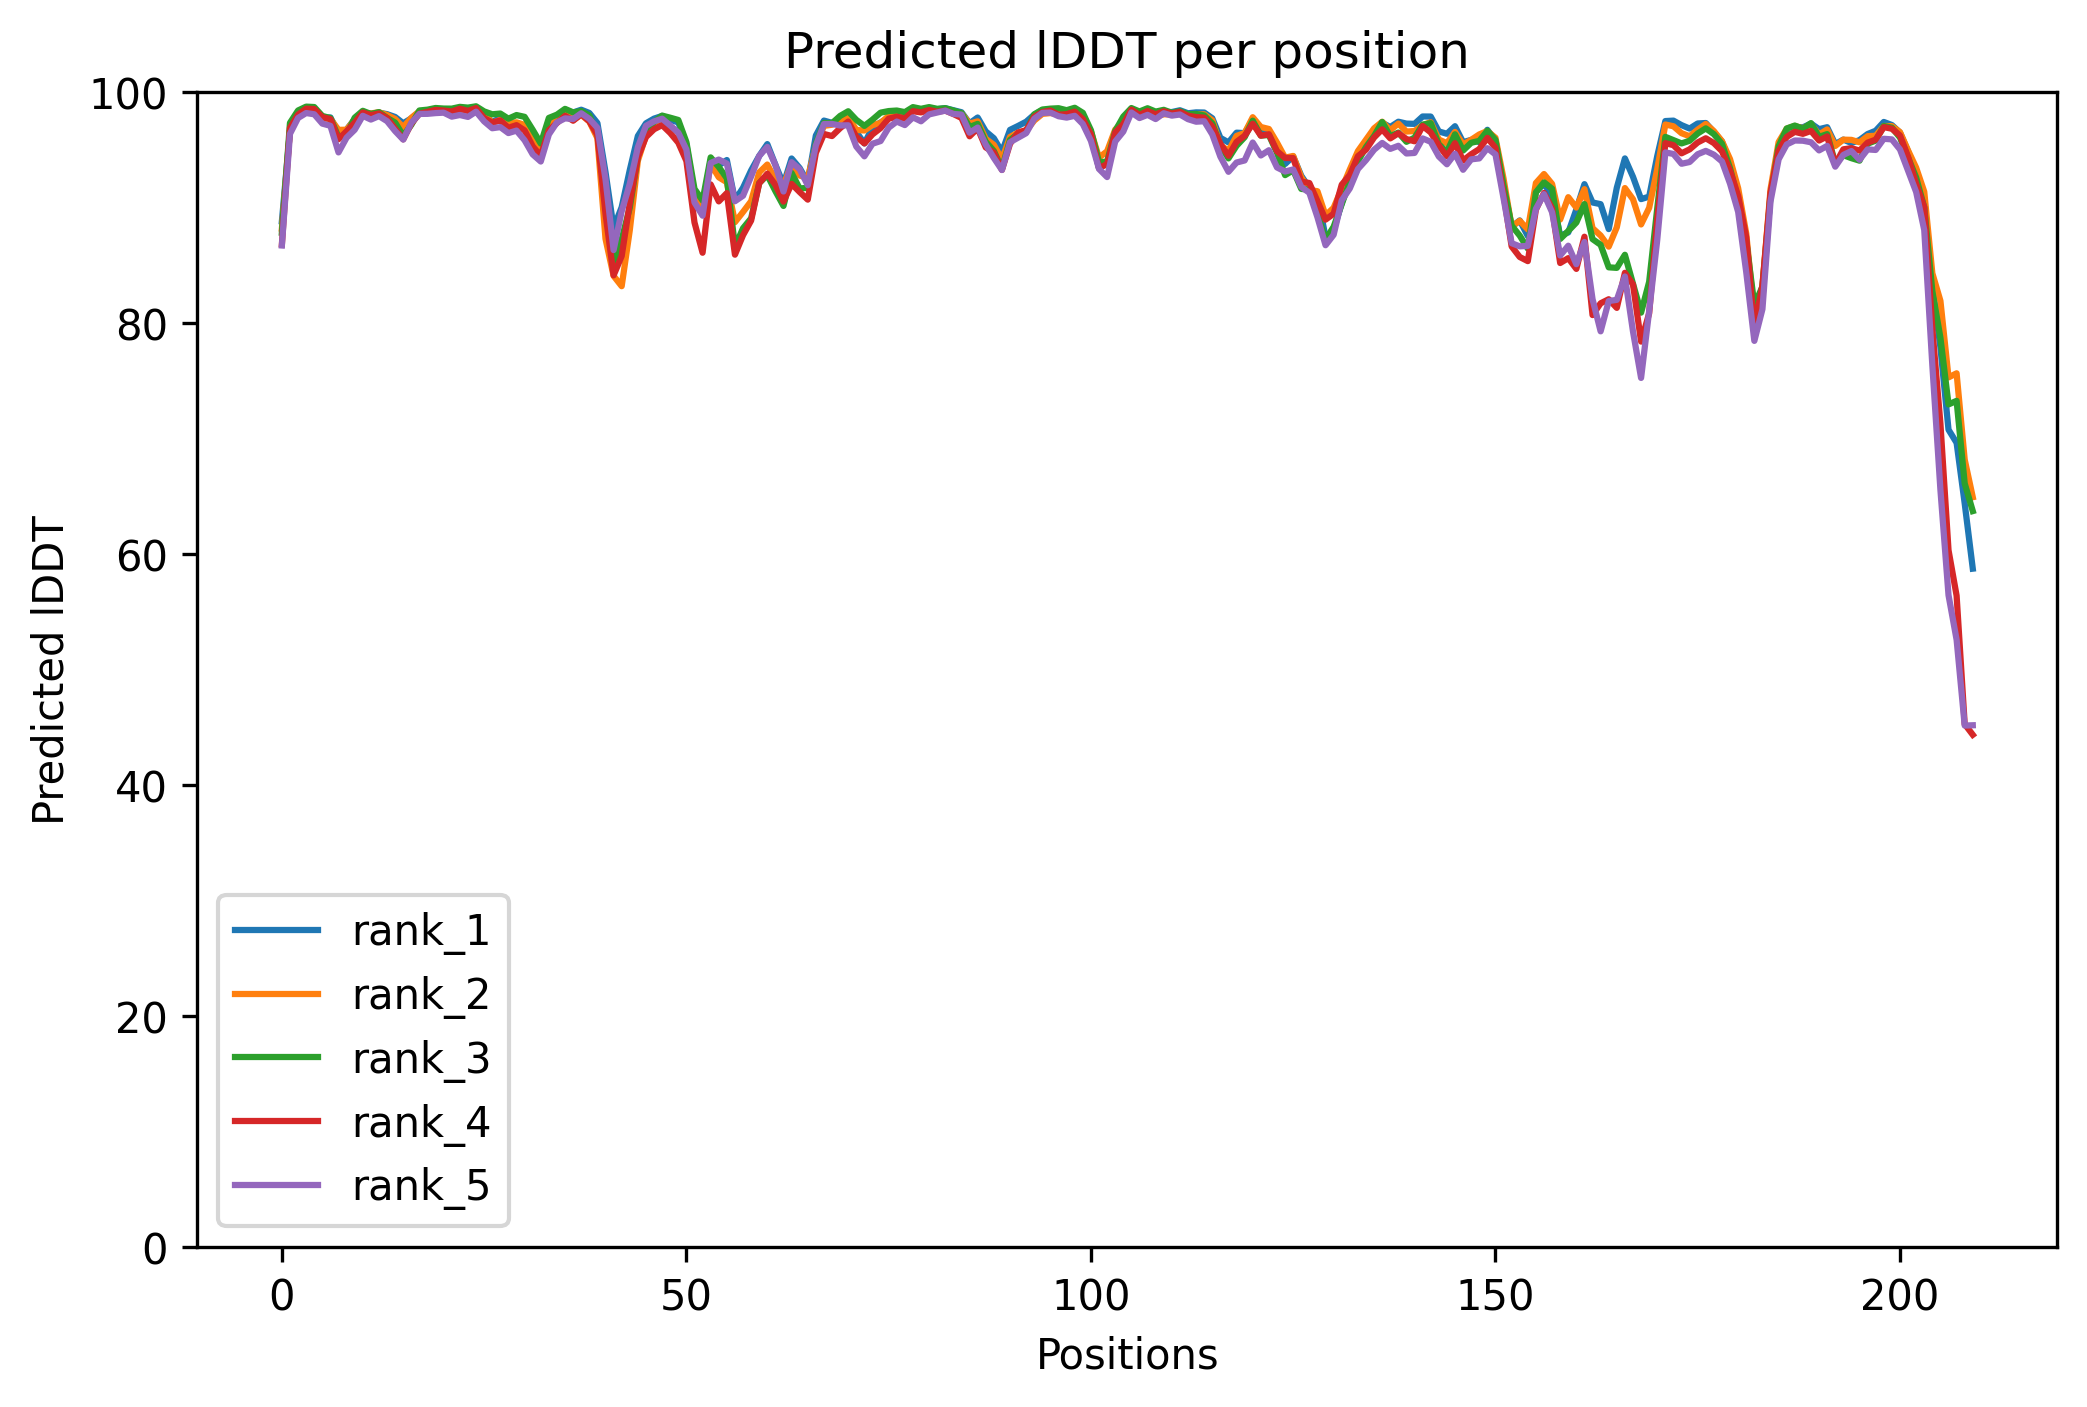 Predicted lDDT per position
100
80
60
40
20
0
Predicted lDDT
rank_1
rank_2
rank_3
rank_4
rank_5
0 50 100 150 200
Positions